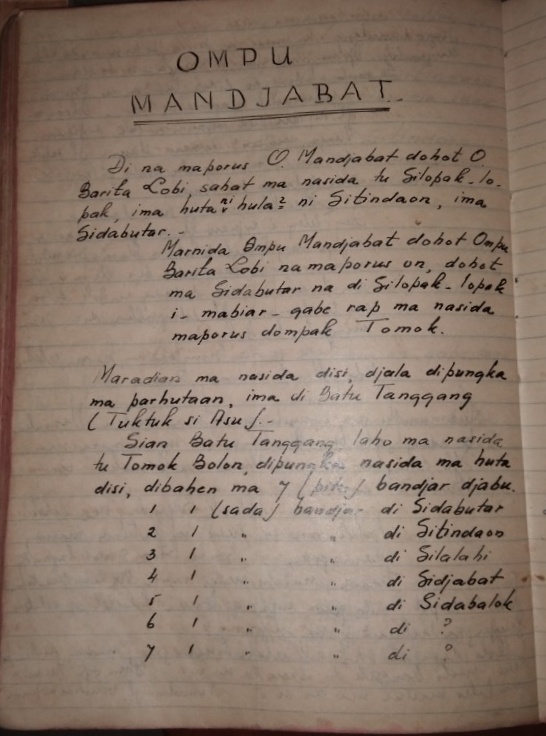 OMPU
MANDJABAT
Di na maporus O. Mandjabat dohot O.
Barita Lobi, sahat ma nasida tu Silopak-lo-
pak, ima huta ni hula2 ni Sitindaon, ima
Sidabutar.-
Marnida Ompu Mandjabat dohot Ompu
Barita Lobi namaporus on, dohot
ma Sidabutar na di Silopak-lopak
i- mabiar- gabe rap ma nasida
maporus dompak Tomok.
Maradian ma nasida disi, djala dipungka
ma parhutaan, ima di Batu Tanggang
(Tuktuk si Asu).-
Sian Batu Tanggang laho ma nasida
tu Tomok Bolon, dipungka nasida ma huta
disi, dibahen ma 7 (pitu) bandjar djabu.
1 1 (sada) bandjar di Sidabutar
2 1 " " di Sitindaon
3 1 " " di Silalahi
4 1 " " di Sidjabat
5 1 " " di Sidabalok
6 1 " " di ?
7 1 " " di ?